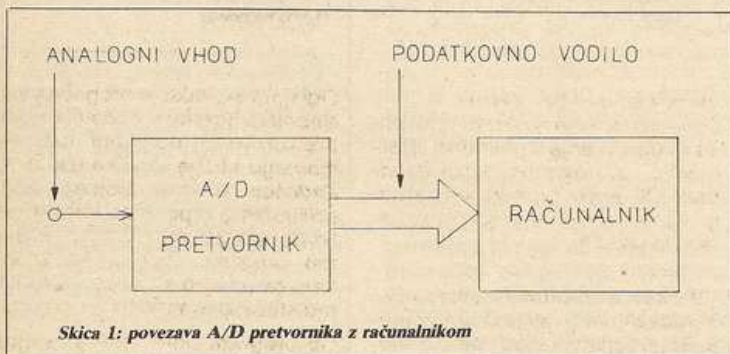 ANALOGNI VHOD
PODATKOVNO VODILO
A/D
PRETVORNIK
RAČUNALNIK
Skica 1: povezava A/D pretvornika z računalnikom